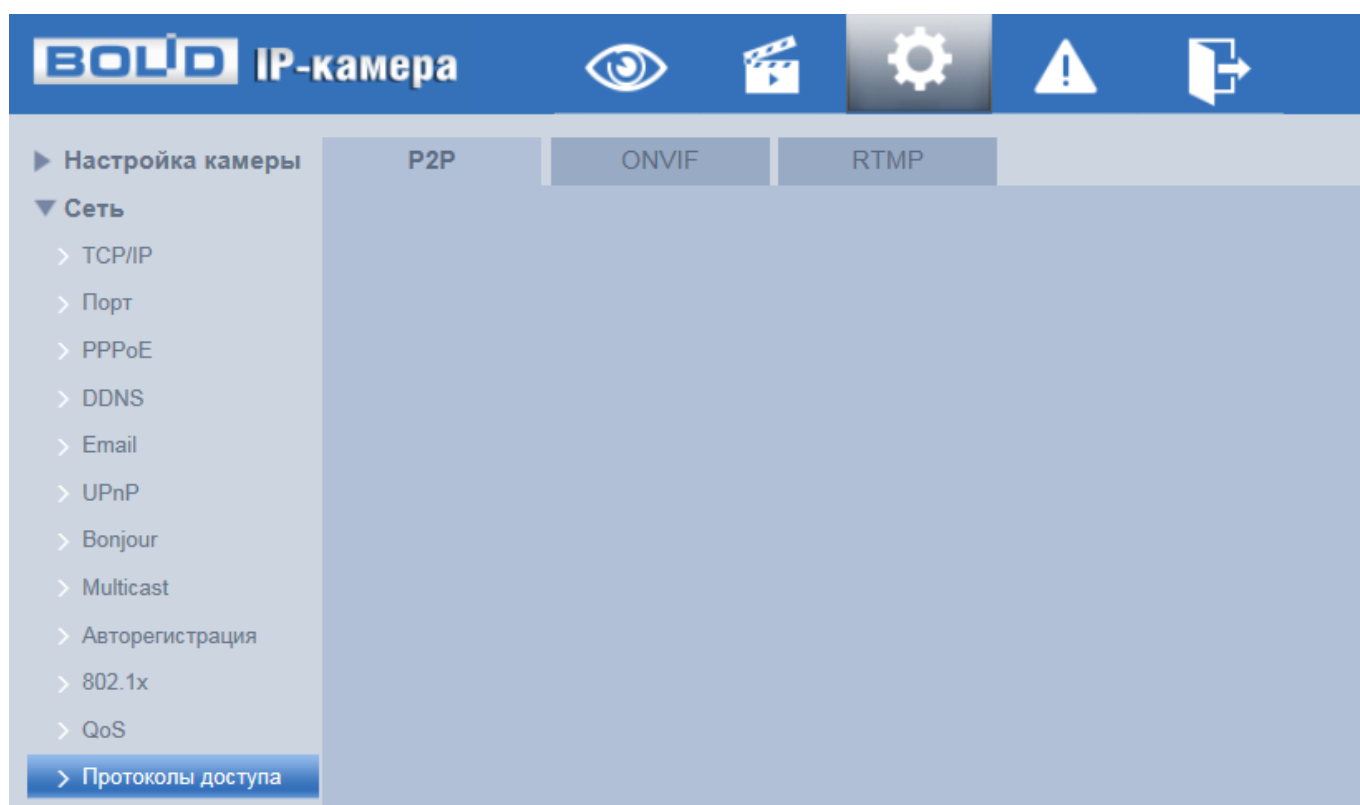 BOLID IP-камера
Настройка камеры
P2P
ONVIF
RTMP
Сеть
TCP/IP
Порт
PPPoE
DDNS
Email
UPnP
Bonjour
Multicast
Авторегистрация
802.1x
QoS
Протоколы доступа